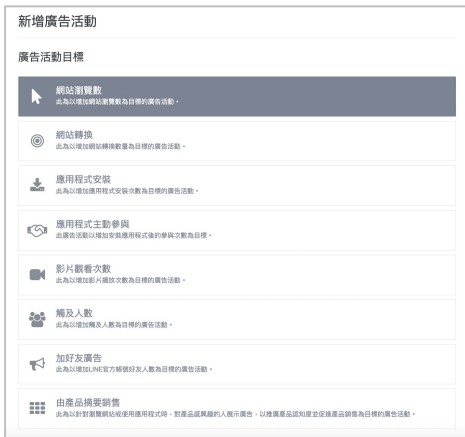 新增廣告活動
廣告活動目標
網站瀏覽數
此為以增加網站瀏覽數為目標的廣告活動。
網站轉換
此為以增加網站轉換數量為目標的廣告活動。
應用程式安裝
此為以增加應用程式安裝次數為目標的廣告活動。
應用程式主動參與
此廣告活動以增加安裝應用程式後的參與次數為目標。
影片觀看次數
此為以增加影片播放次數為目標的廣告活動。
觸及人數
此為以增加觸及人數為目標的廣告活動。
加好友廣告
此為以增加LINE官方帳號好友人數為目標的廣告活動。
由產品摘要銷售
此為以針對瀏覽網站或使用應用程式時，對產品感興趣的人展示廣告，以推廣產品認知度並促進產品銷售為目標的廣告活動。